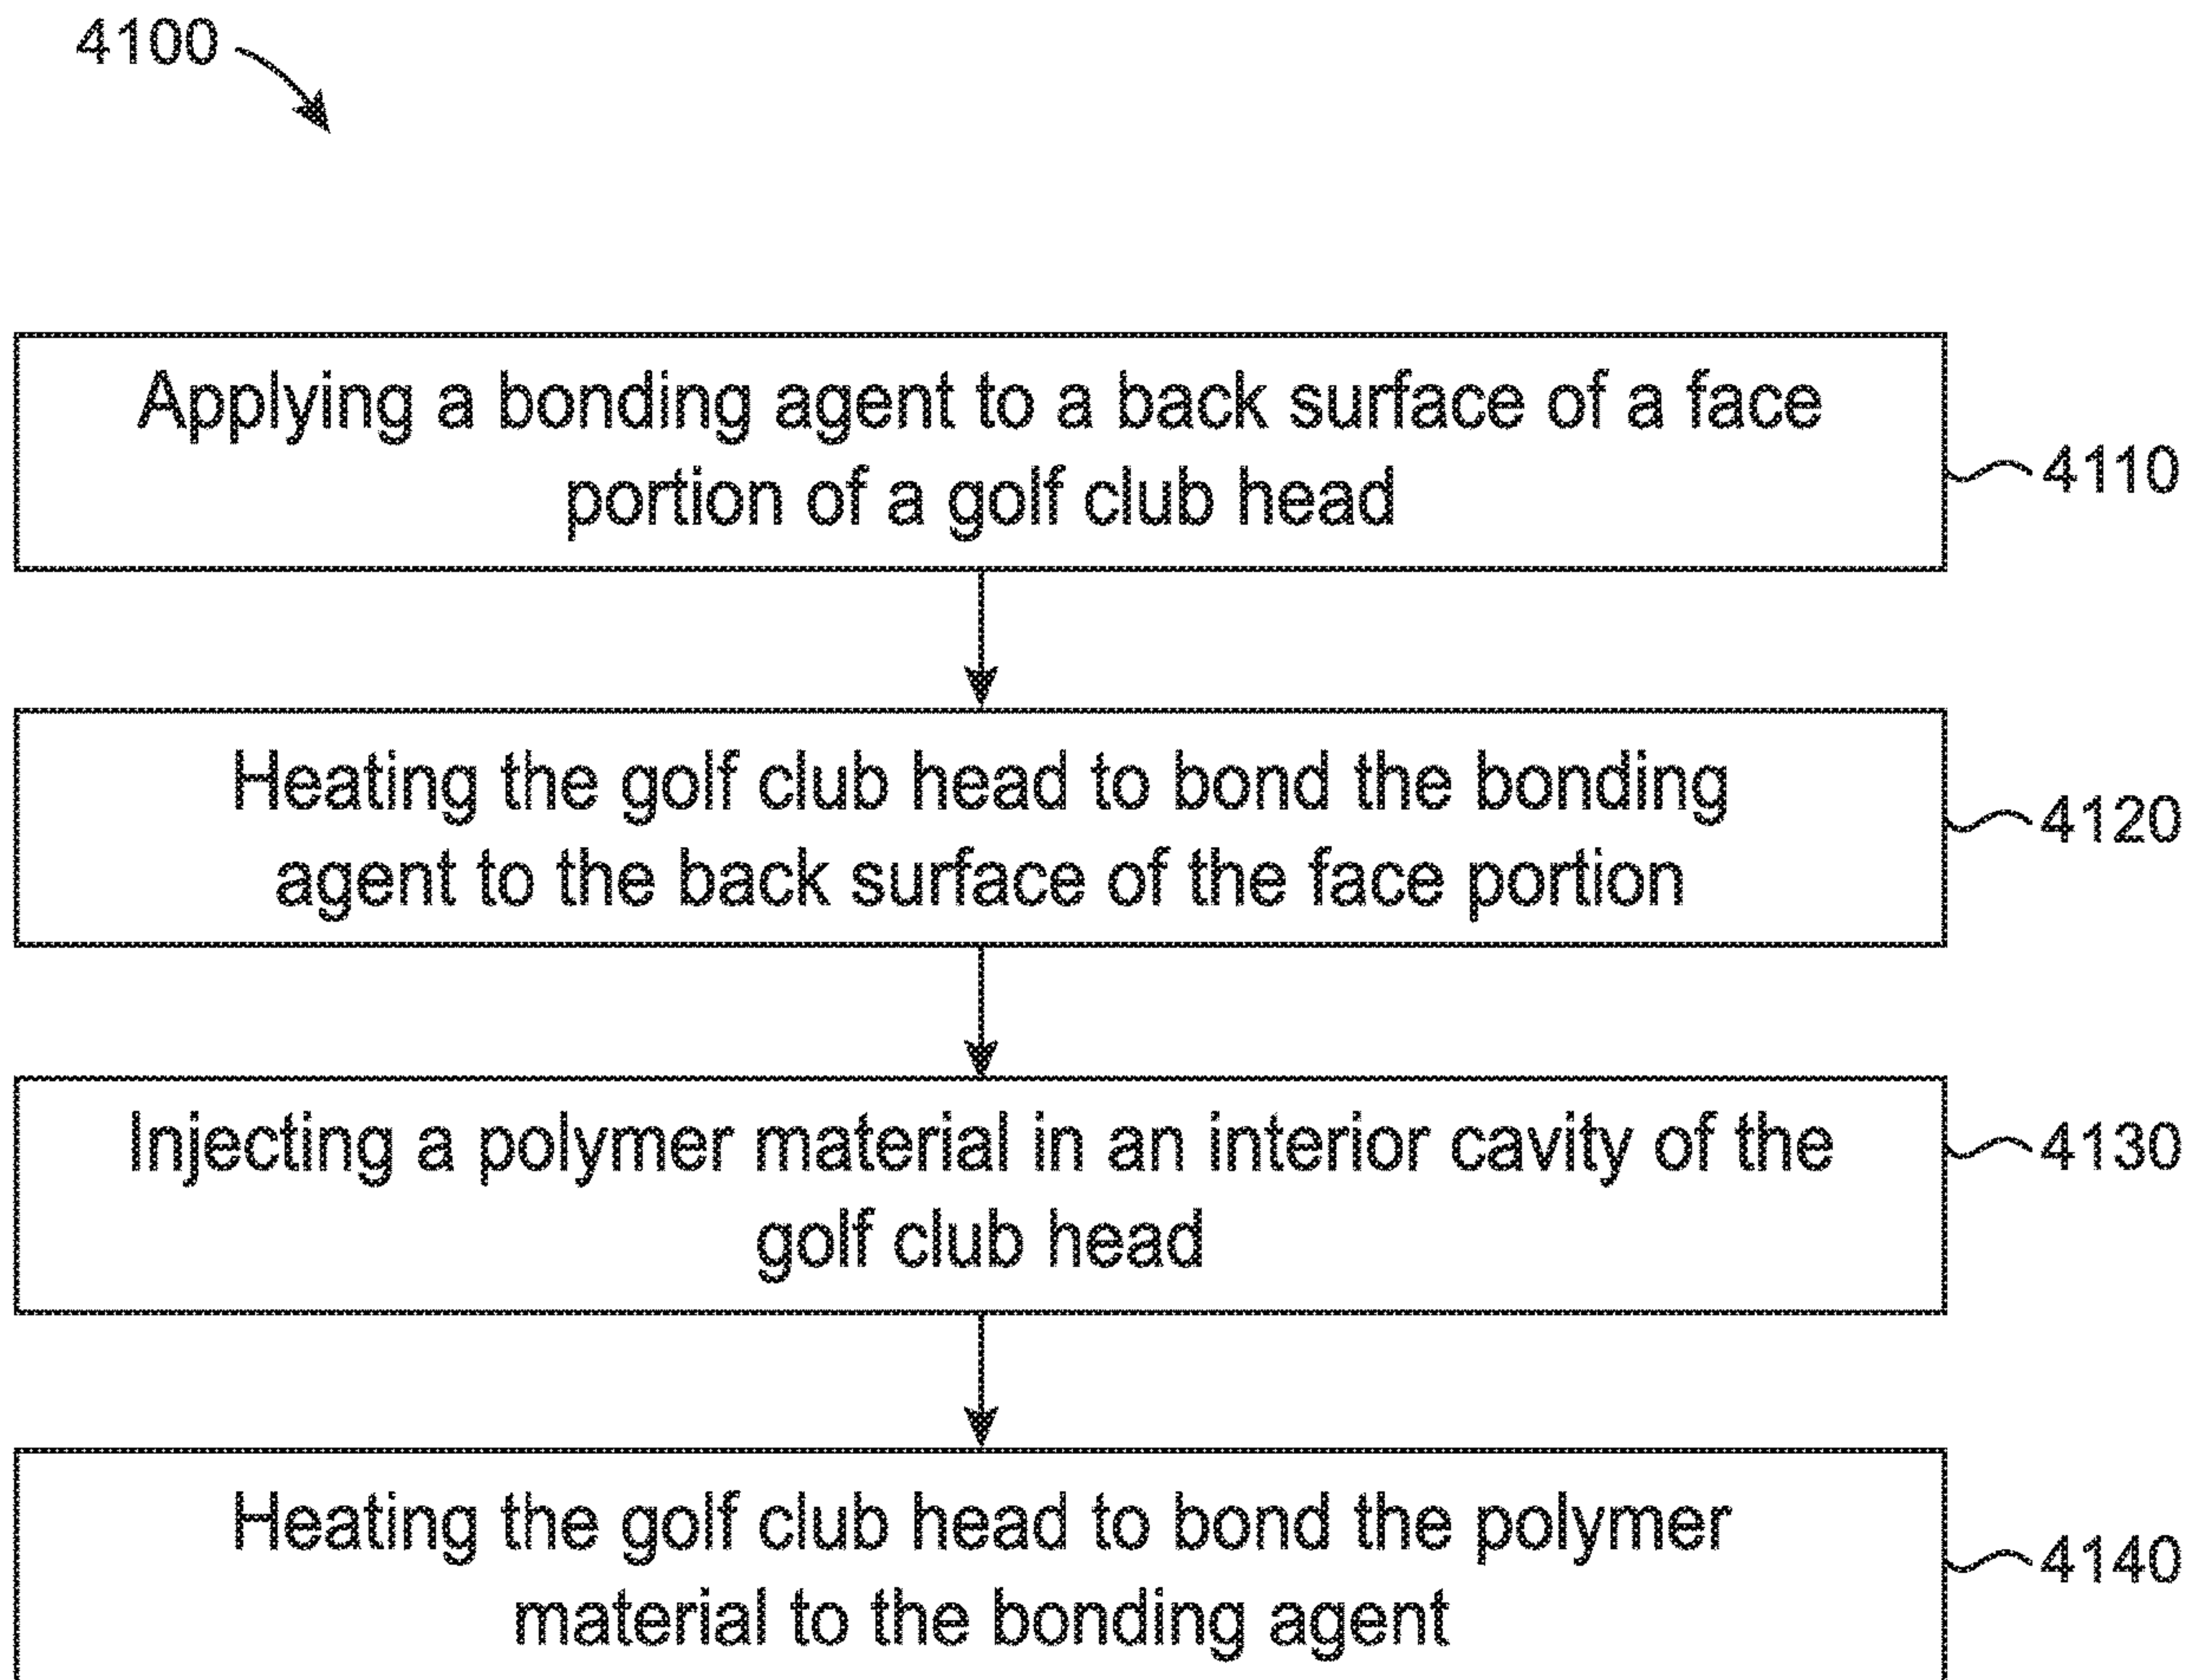 4100
Applying a bonding agent to a back surface of a face
portion of a golf club head
4110
Heating the golf club head to bond the bonding
agent to the back surface of the face portion
4120
Injecting a polymer material in an interior cavity of the
golf club head
4130
Heating the golf club head to bond the polymer
material to the bonding agent
4140